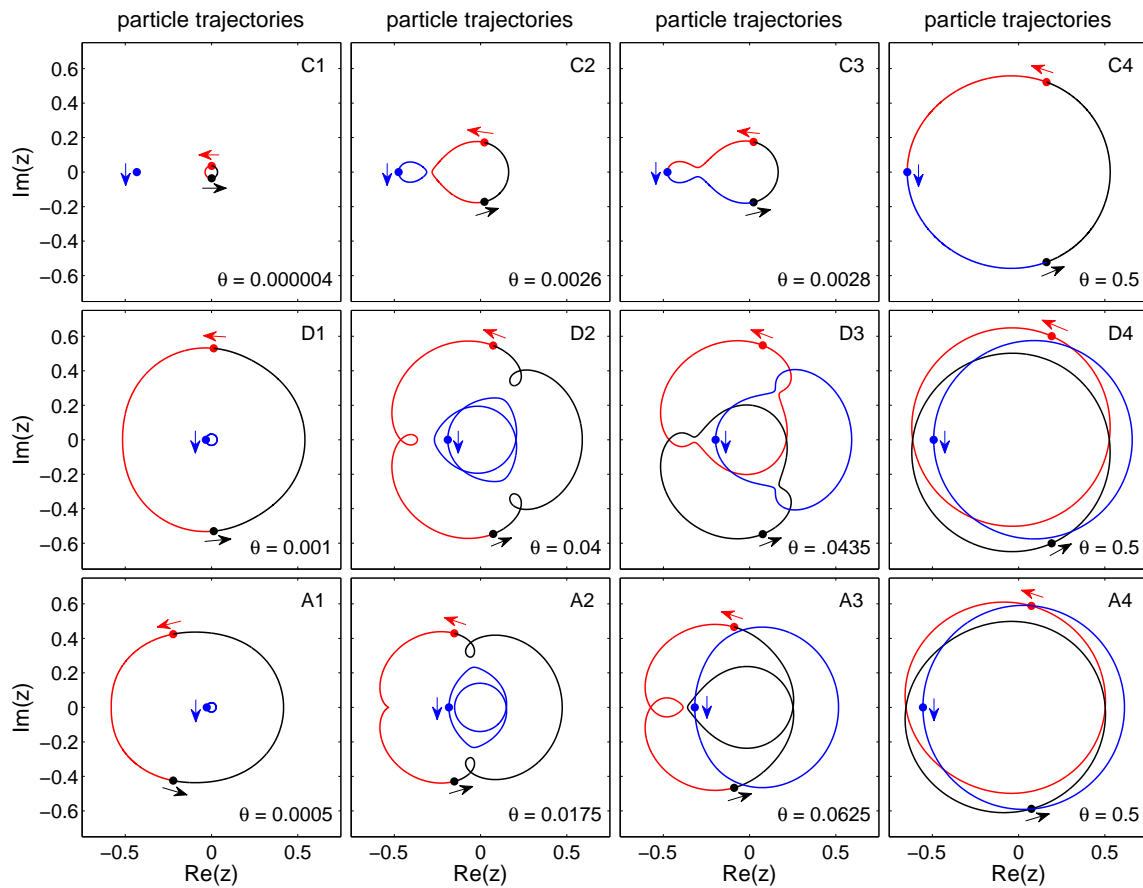 particle trajectories particle trajectories particle trajectories particle trajectories
C1 C2 C3 C4
0.6
0.4
0.2
0
−0.2
−0.4
−0.6
Im(z)
θ = 0.000004 θ = 0.0026 θ = 0.0028 θ = 0.5
D1 D2 D3 D4
0.6
0.4
0.2
0
−0.2
−0.4
−0.6
Im(z)
θ = 0.001 θ = 0.04 θ = .0435 θ = 0.5
A1 A2 A3 A4
0.6
0.4
0.2
0
−0.2
−0.4
−0.6
Im(z)
θ = 0.0005 θ = 0.0175 θ = 0.0625 θ = 0.5
−0.5 0 0.5 −0.5 0 0.5 −0.5 0 0.5 −0.5 0 0.5
Re(z) Re(z) Re(z) Re(z)